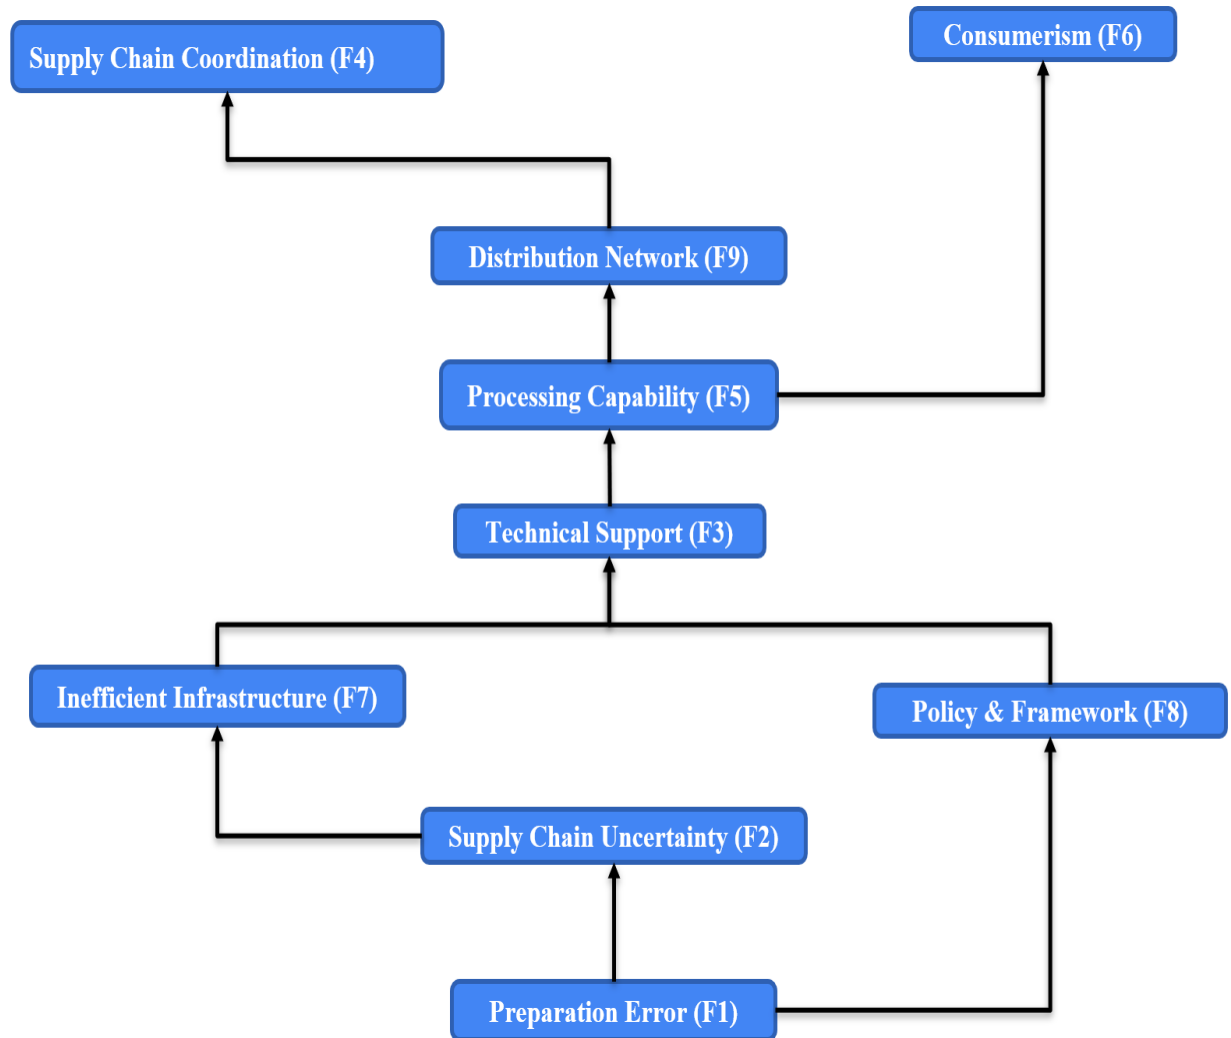 Supply Chain Coordination (F4)
Consumerism (F6)
Distribution Network (F9)
Processing Capability (F5)
Technical Support (F3)
Inefficient Infrastructure (F7)
Policy & Framework (F8)
Supply Chain Uncertainty (F2)
Preparation Error (F1)